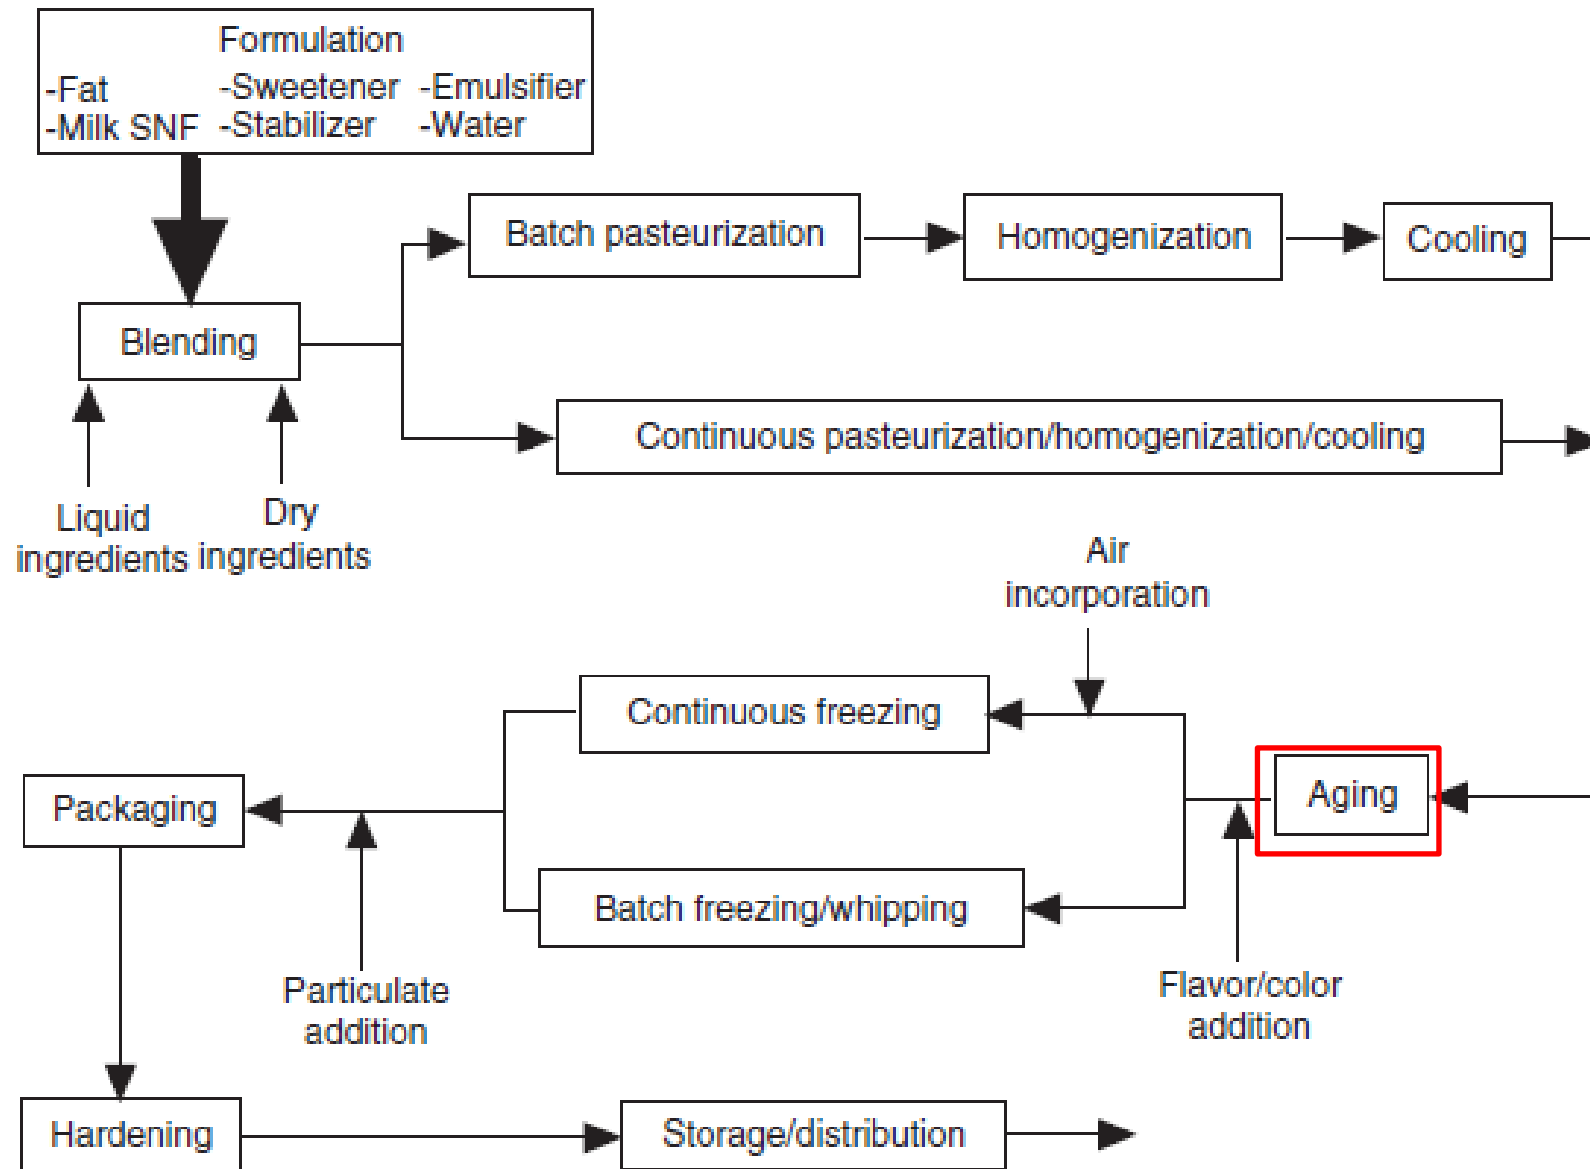 Formulation
-Fat -Sweetener -Emulsifier
-Milk SNF -Stabilizer -Water
Batch pasteurization
Homogenization
Cooling
Blending
Continuous pasteurization/homogenization/cooling
Liquid
ingredients
Dry
ingredients
Air
incorporation
Continuous freezing
Aging
Packaging
Batch freezing/whipping
Particulate
addition
Flavor/color
addition
Hardening
Storage/distribution